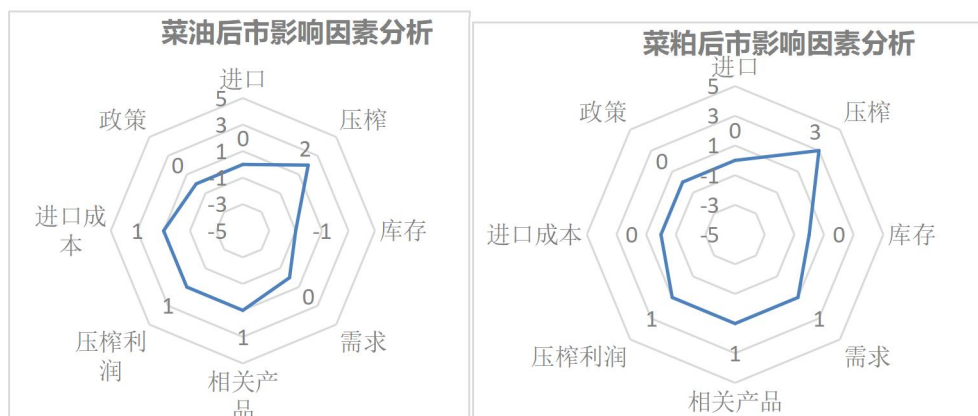 菜油后市影响因素分析
进口
5
政策
3
压榨
0
1
2
0
-1
-3
进口成
本
1
-5
-1
库存
1
0
压榨利
润
1
需求
相关产
品
菜粕后市影响因素分析
进口
5
政策
3
压榨
0
3
1
0
-1
-3
进口成本
0
-5
0
库存
1
1
压榨利润
1
需求
相关产品